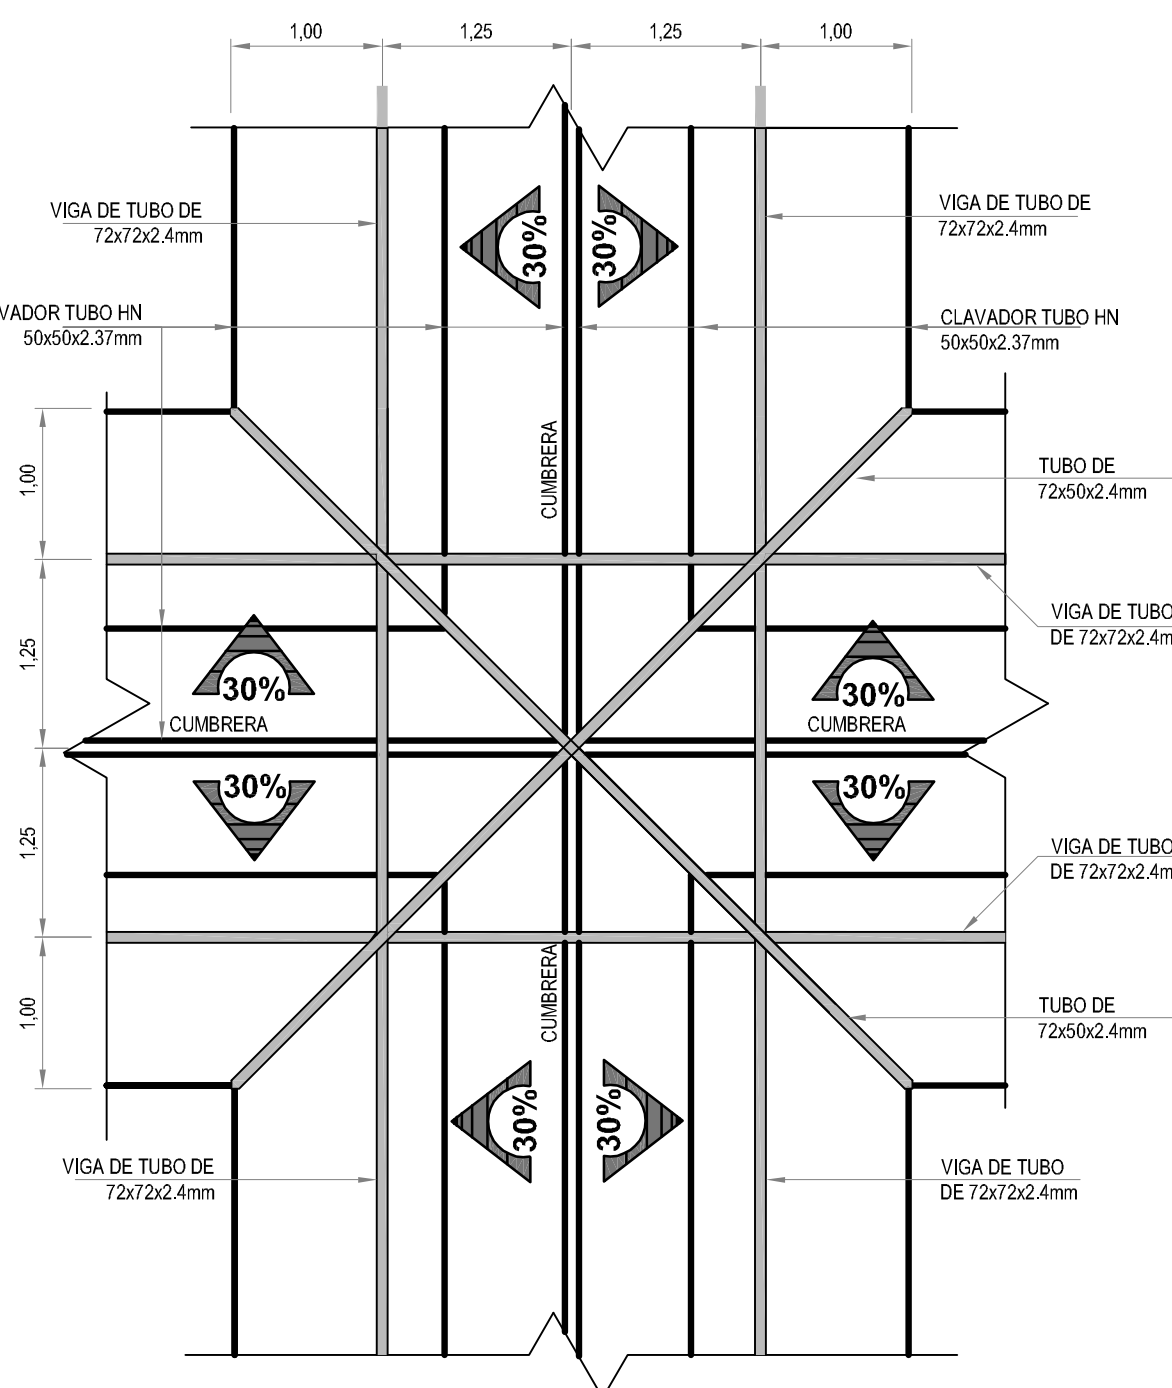 1,00
1,25
1,25
1,00
VIGA DE TUBO DE
72x72x2.4mm
VIGA DE TUBO DE
72x72x2.4mm
30%
30%
VADOR TUBO HN
50x50x2.37mm
CLAVADOR TUBO HN
50x50x2.37mm
CUMBRERA
1,00
TUBO DE
72x50x2.4mm
VIGA DE TUBO
DE 72x72x2.4m
1,25
30%
30%
CUMBRERA
CUMBRERA
30%
30%
1,25
VIGA DE TUBO
DE 72x72x2.4m
CUMBRERA
1,00
TUBO DE
72x50x2.4mm
30%
30%
VIGA DE TUBO DE
72x72x2.4mm
VIGA DE TUBO
DE 72x72x2.4mm